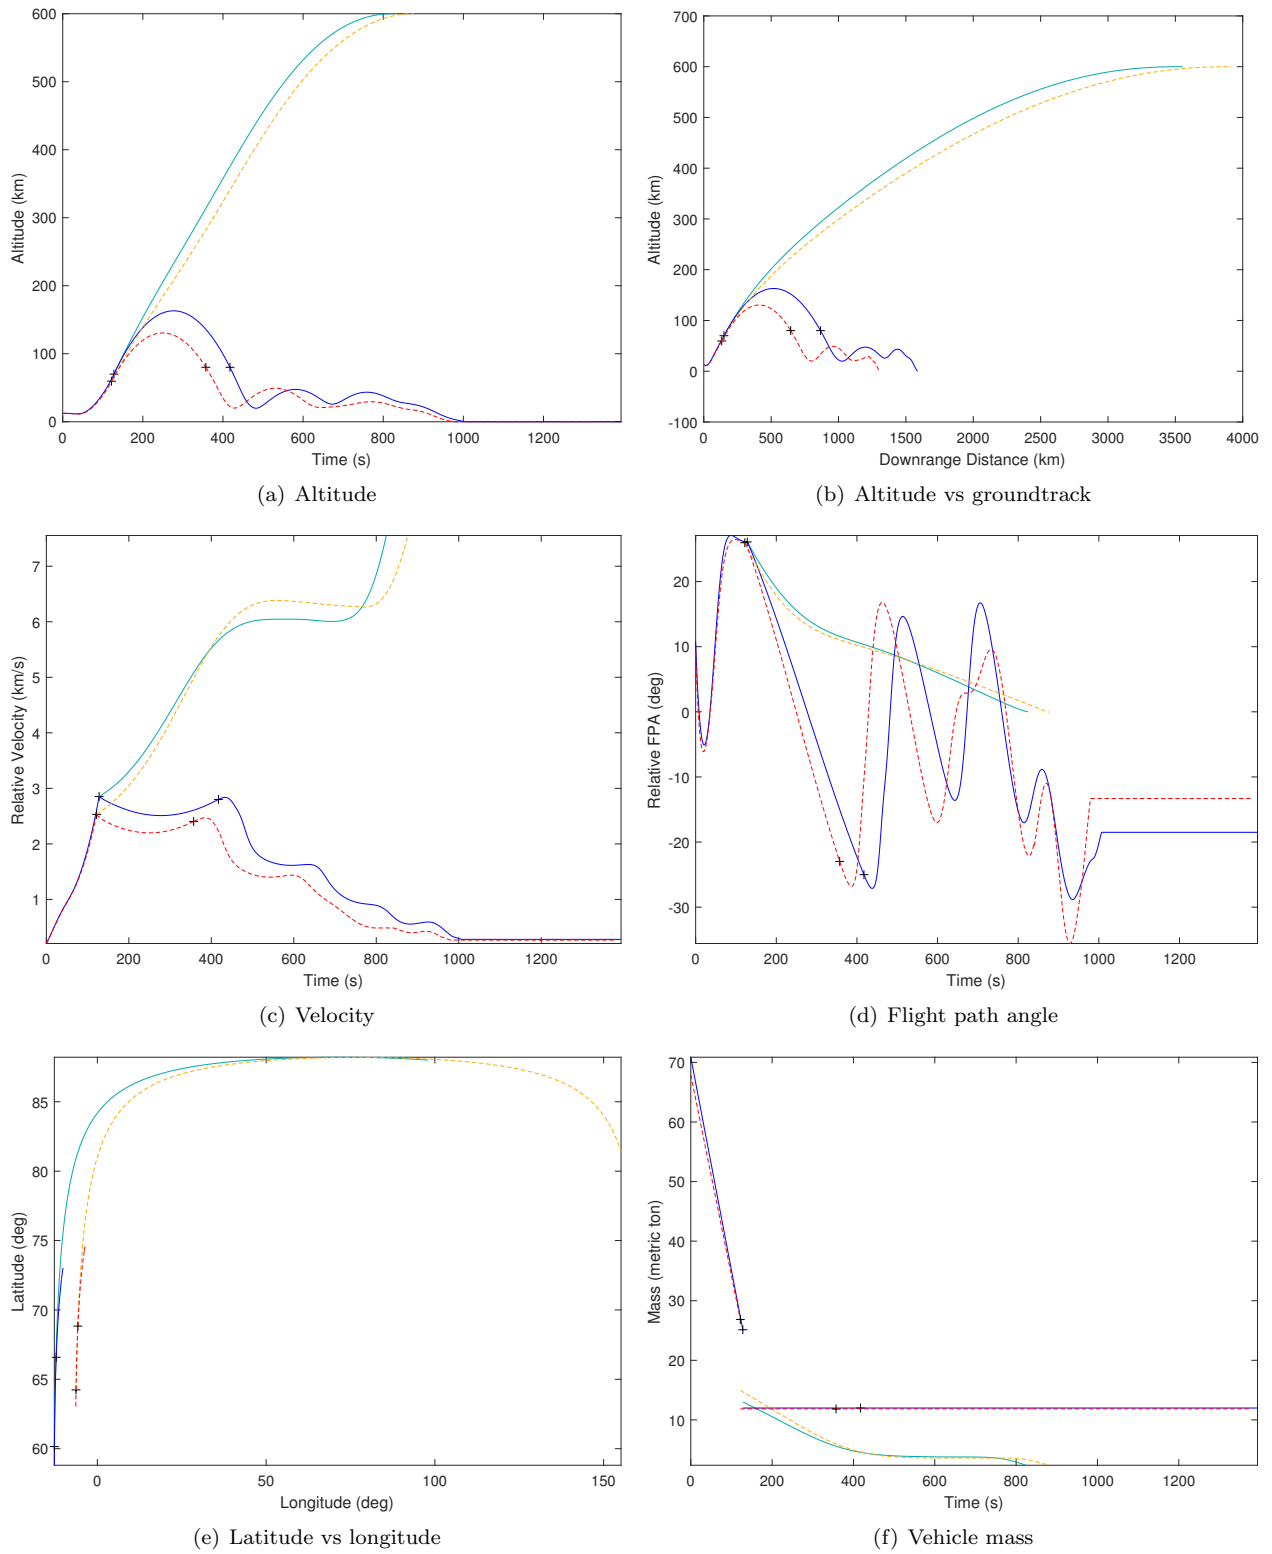 600
500
400
300
200
100
0
Altitude (km)
0 200 400 600 800 1000 1200
Time (s)
(a) Altitude
700
600
500
400
300
200
100
0
-100
Altitude (km)
0 500 1000 1500 2000 2500 3000 3500 4000
Downrange Distance (km)
(b) Altitude vs groundtrack
7
6
5
4
3
2
1
Relative Velocity (km/s)
0 200 400 600 800 1000 1200
Time (s)
(c) Velocity
20
10
0
-10
-20
-30
Relative FPA (deg)
0 200 400 600 800 1000 1200
Time (s)
(d) Flight path angle
85
80
75
70
65
60
Latitude (deg)
0 50 100 150
Longitude (deg)
(e) Latitude vs longitude
70
60
50
40
30
20
10
Mass (metric ton)
0 200 400 600 800 1000 1200
Time (s)
(f) Vehicle mass